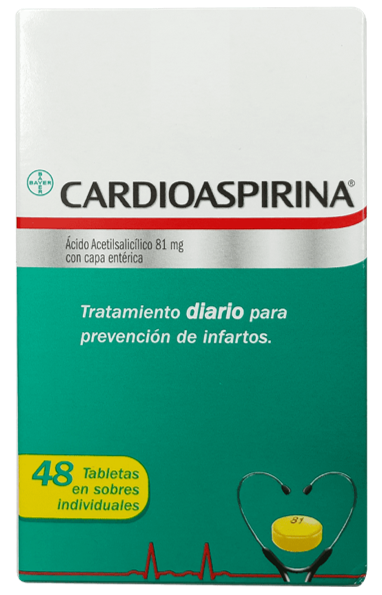 BAYER
BAYER
CARDIOASPIRINA®
Ácido Acetilsalicílico 81 mg
con capa entérica
Tratamiento diario para
prevención de infartos.
48 Tabletas
en sobres
individuales
81